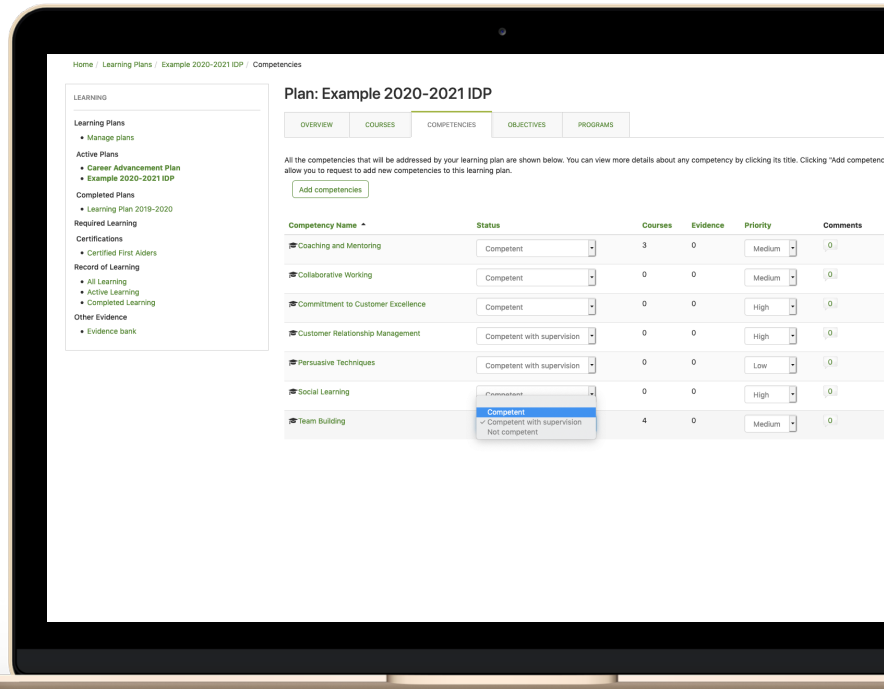 Home / Learning Plans / Example 2020-2021 IDP / Competencies
LEARNING
Learning Plans
Manage plans
Active Plans
Career Advancement Plan
Example 2020-2021 IDP
Completed Plans
Learning Plan 2019-2020
Required Learning
Certifications
Certified First Aiders
Record of Learning
All Learning
Active Learning
Completed Learning
Other Evidence
Evidence bank
Plan: Example 2020-2021 IDP
OVERVIEW COURSES COMPETENCIES OBJECTIVES PROGRAMS
All the competencies that will be addressed by your learning plan are shown below. You can view more details about any competency by clicking its title. Clicking "Add competenc
allow you to request to add new competencies to this learning plan.
Add competencies
Competency Name Status Courses Evidence Priority Comments
Coaching and Mentoring Competent 3 0 Medium 0
Collaborative Working Competent 0 0 Medium 0
Committment to Customer Excellence Competent 0 0 High 0
Customer Relationship Management Competent with supervision 0 0 High 0
Persuasive Techniques Competent with supervision 0 0 Low 0
Social Learning Competent 0 0 High 0
Team Building 4 0 Medium 0
Competent
✓ Competent with supervision
Not competent